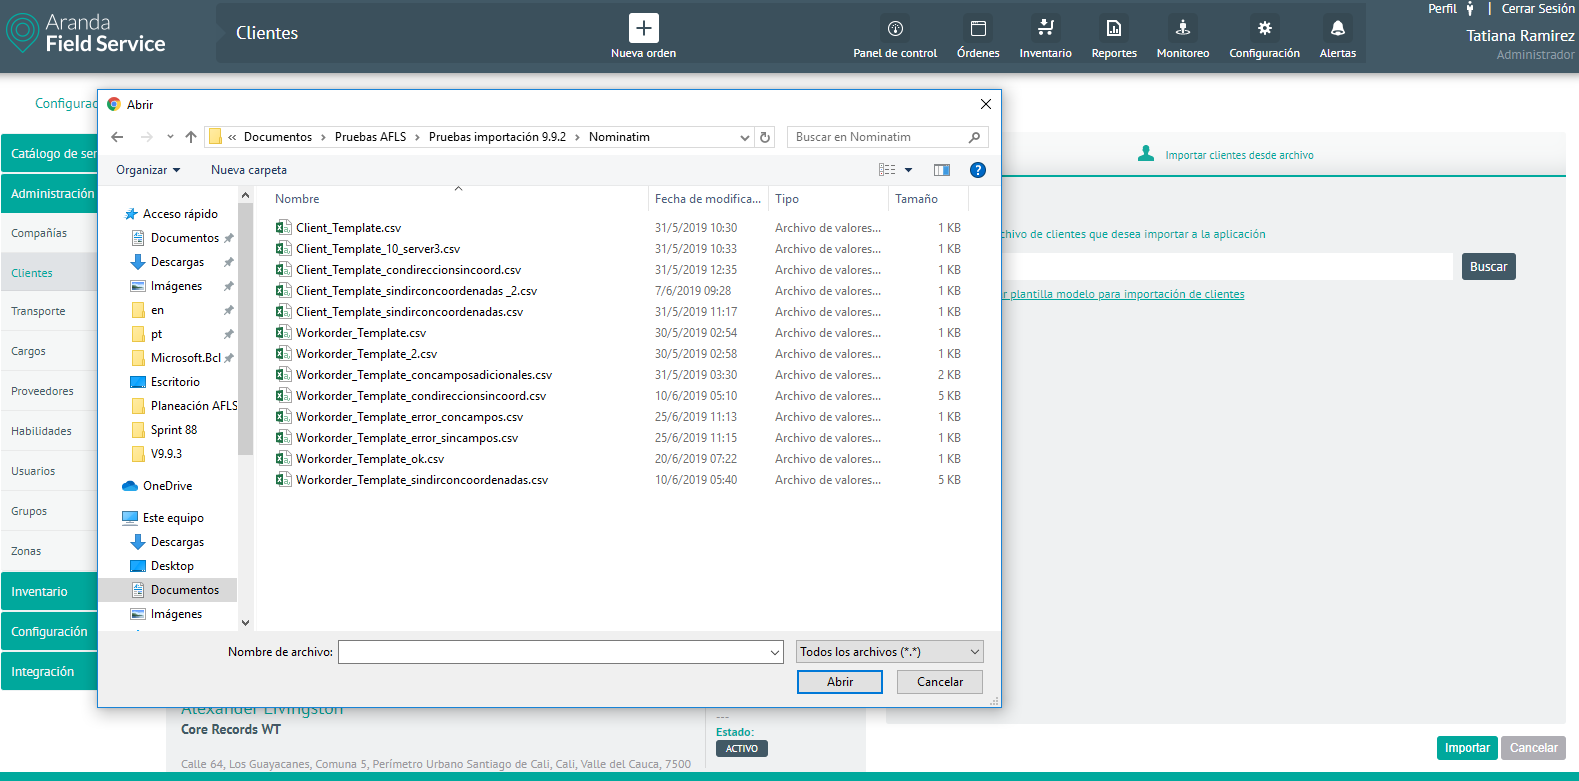 Aranda
Field Service
Clientes
Nueva orden
Panel de control
Órdenes
Inventario
Reportes
Monitoreo
Configuración
Alertas
Perfil | Cerrar Sesión
Tatiana Ramirez
Administrador
Configurac
Catálogo de ser
Administración
Compañías
Clientes
Transporte
Cargos
Proveedores
Habilidades
Usuarios
Grupos
Zonas
Inventario
Configuración
Integración
Abrir
« Documentos > Pruebas AFLS > Pruebas importación 9.9.2 > Nominatim
Buscar en Nominatim
Organizar
Nueva carpeta
Acceso rápido
Documentos
Descargas
Imágenes
en
pt
Microsoft.Bcl
Escritorio
Planeación AFLS
Sprint 88
V9.9.3
OneDrive
Este equipo
Descargas
Desktop
Documentos
Imágenes
Nombre Fecha de modifica... Tipo Tamaño
Client_Template.csv 31/5/2019 10:30 Archivo de valores... 1 KB
Client_Template_10_server3.csv 31/5/2019 10:33 Archivo de valores... 1 KB
Client_Template_condireccionsincoord.csv 31/5/2019 12:35 Archivo de valores... 1 KB
Client_Template_sindirconcoordenadas _2.csv 7/6/2019 09:28 Archivo de valores... 1 KB
Client_Template_sindirconcoordenadas.csv 31/5/2019 11:17 Archivo de valores... 1 KB
Workorder_Template.csv 30/5/2019 02:54 Archivo de valores... 1 KB
Workorder_Template_2.csv 30/5/2019 02:58 Archivo de valores... 1 KB
Workorder_Template_concamposadicionales.csv 31/5/2019 03:30 Archivo de valores... 2 KB
Workorder_Template_condireccionsincoord.csv 10/6/2019 05:10 Archivo de valores... 5 KB
Workorder_Template_error_concampos.csv 25/6/2019 11:13 Archivo de valores... 1 KB
Workorder_Template_error_sincampos.csv 25/6/2019 11:15 Archivo de valores... 1 KB
Workorder_Template_ok.csv 20/6/2019 07:22 Archivo de valores... 1 KB
Workorder_Template_sindirconcoordenadas.csv 10/6/2019 05:40 Archivo de valores... 5 KB
Nombre de archivo:
Todos los archivos (*.*)
Abrir
Cancelar
Importar clientes desde archivo
chivo de clientes que desea importar a la aplicación
Buscar
r plantilla modelo para importación de clientes
Alexander Livingston
Core Records WT
Calle 64, Los Guayacanes, Comuna 5, Perímetro Urbano Santiago de Cali, Cali, Valle del Cauca, 7500
---
Estado:
ACTIVO
Importar
Cancelar